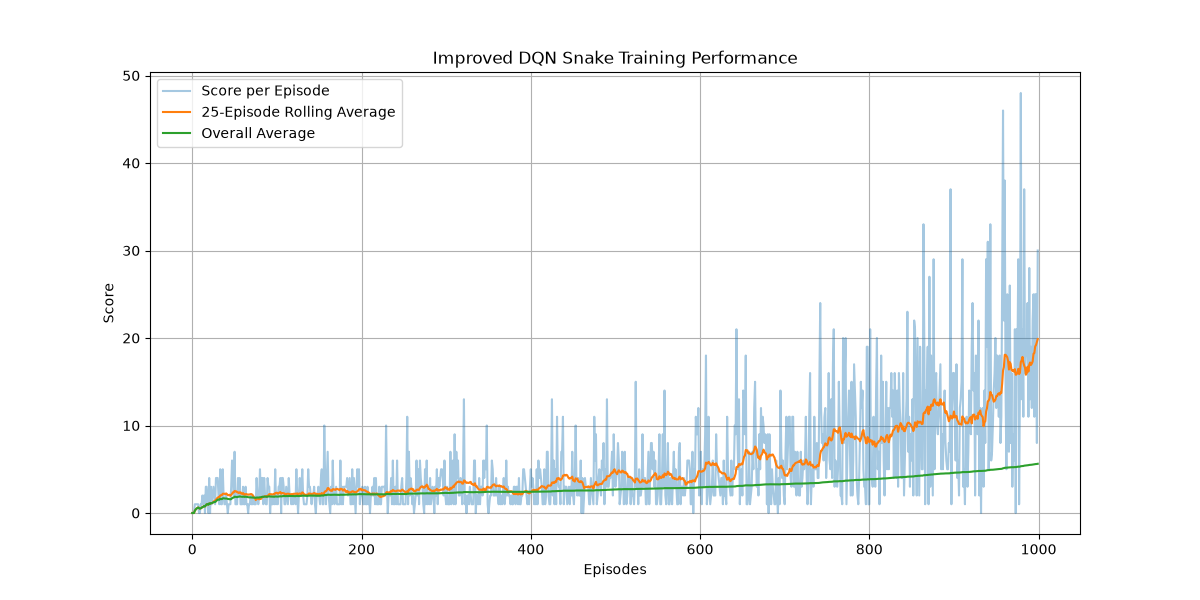 Improved DQN Snake Training Performance
Score per Episode
25-Episode Rolling Average
Overall Average
50
40
30
20
10
0
Score
0 200 400 600 800 1000
Episodes